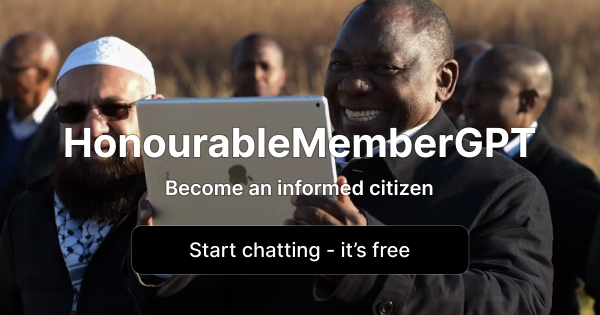 HonourableMemberGPT
Become an informed citizen
Start chatting - it’s free